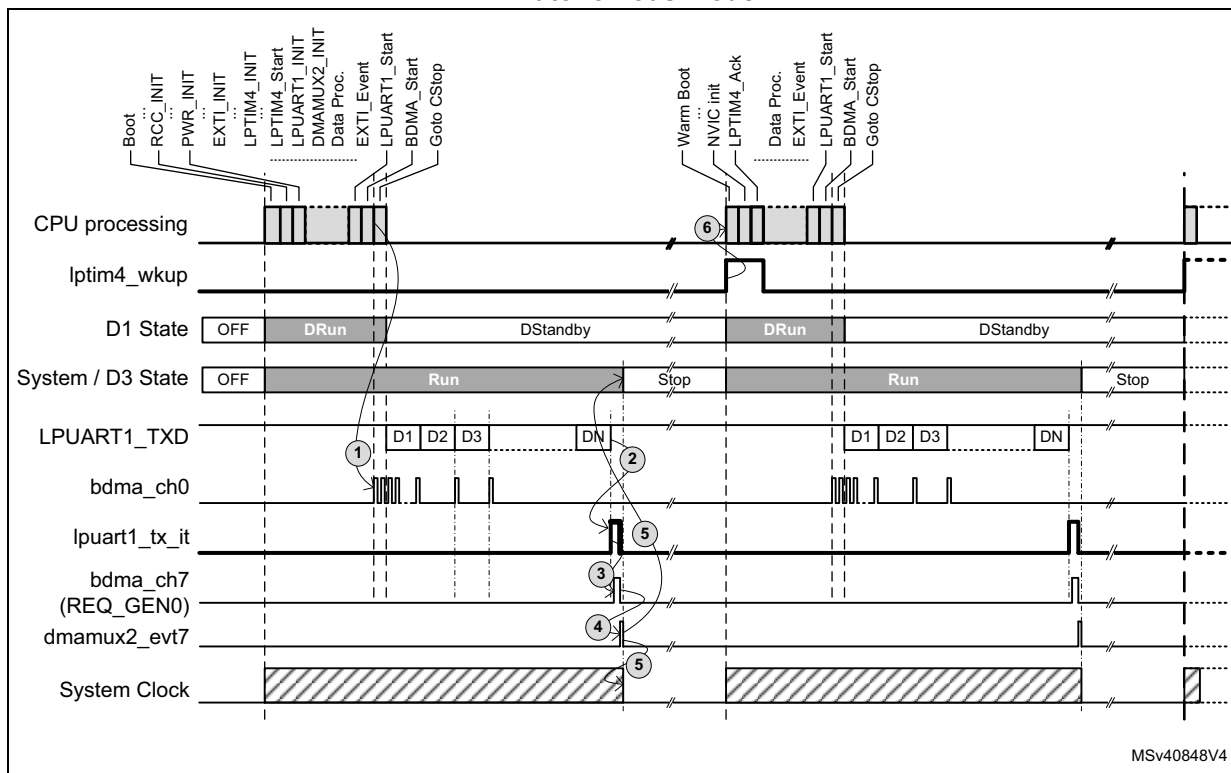 Boot
...
RCC_INIT
...
PWR_INIT
...
EXTI_INIT
...
LPTIM4_INIT
...
LPTIM4_Start
LPUART1_INIT
DMAMUX2_INIT
Data Proc.
EXTI_Event
LPUART1_Start
BDMA_Start
Goto CStop
Warm Boot
...
NVIC init
LPTIM4_Ack
Data Proc.
EXTI_Event
LPUART1_Start
BDMA_Start
Goto CStop
CPU processing
6
lptim4_wkup
D1 State OFF DRun DStandby DRun DStandby
System / D3 State OFF Run Stop Run Stop
LPUART1_TXD D1 D2 D3 DN D1 D2 D3 DN
1 2
bdma_ch0
lpuart1_tx_it 5
bdma_ch7 3
(REQ_GEN0)
dmamux2_evt7 4
5
System Clock
MSv40848V4